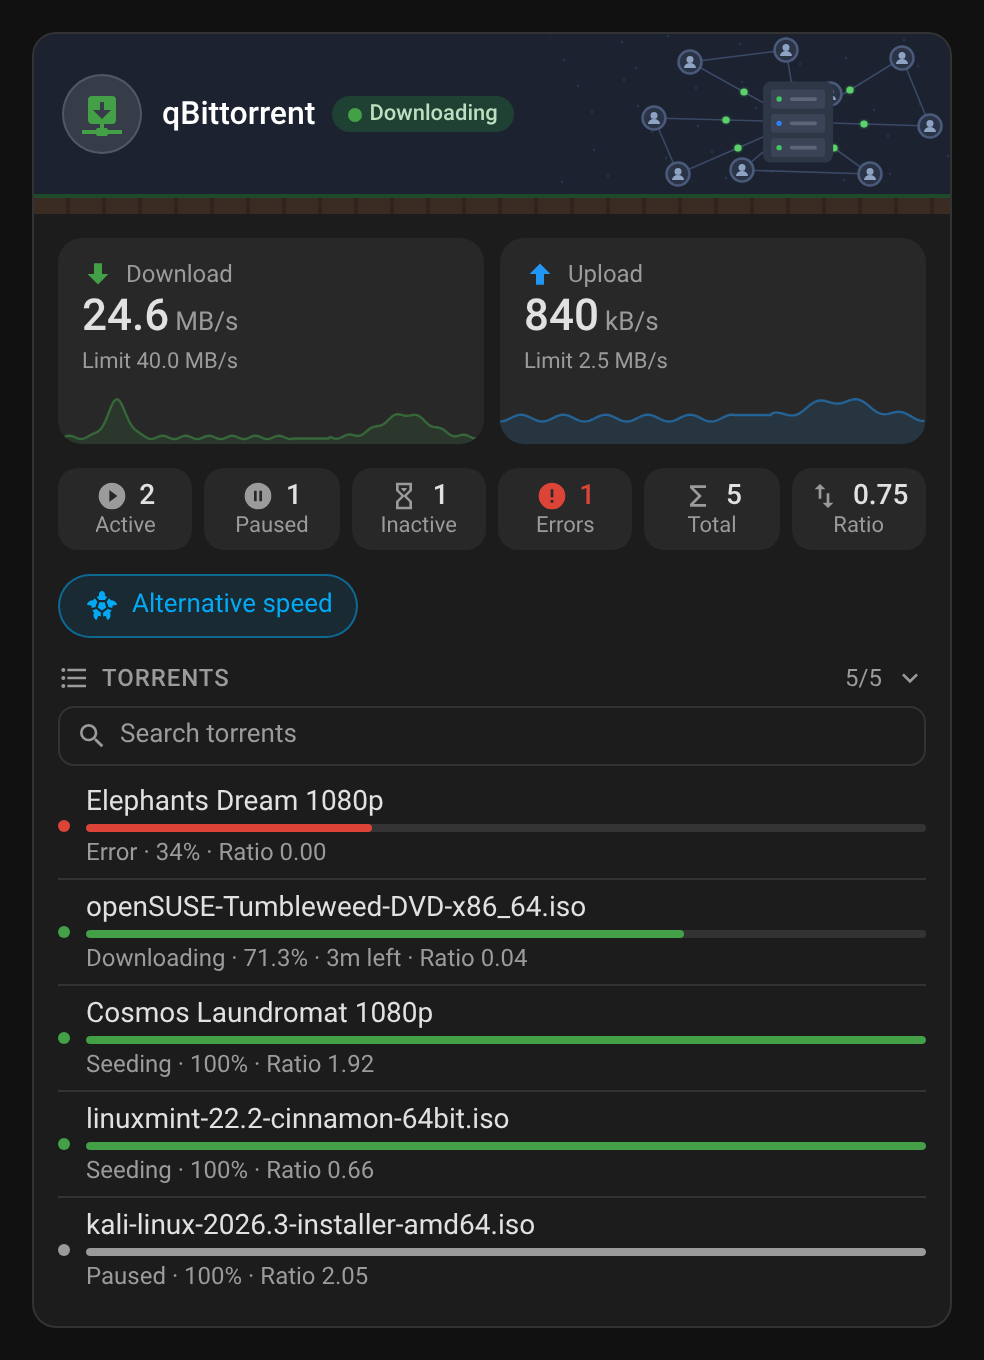 qBittorrent
Downloading
Download
24.6 MB/s
Limit 40.0 MB/s
Upload
840 kB/s
Limit 2.5 MB/s
2
Active
1
Paused
1
Inactive
1
Errors
5
Total
0.75
Ratio
Alternative speed
TORRENTS
5/5
Search torrents
Elephants Dream 1080p
Error · 34% · Ratio 0.00
openSUSE-Tumbleweed-DVD-x86_64.iso
Downloading · 71.3% · 3m left · Ratio 0.04
Cosmos Laundromat 1080p
Seeding · 100% · Ratio 1.92
linuxmint-22.2-cinnamon-64bit.iso
Seeding · 100% · Ratio 0.66
kali-linux-2026.3-installer-amd64.iso
Paused · 100% · Ratio 2.05